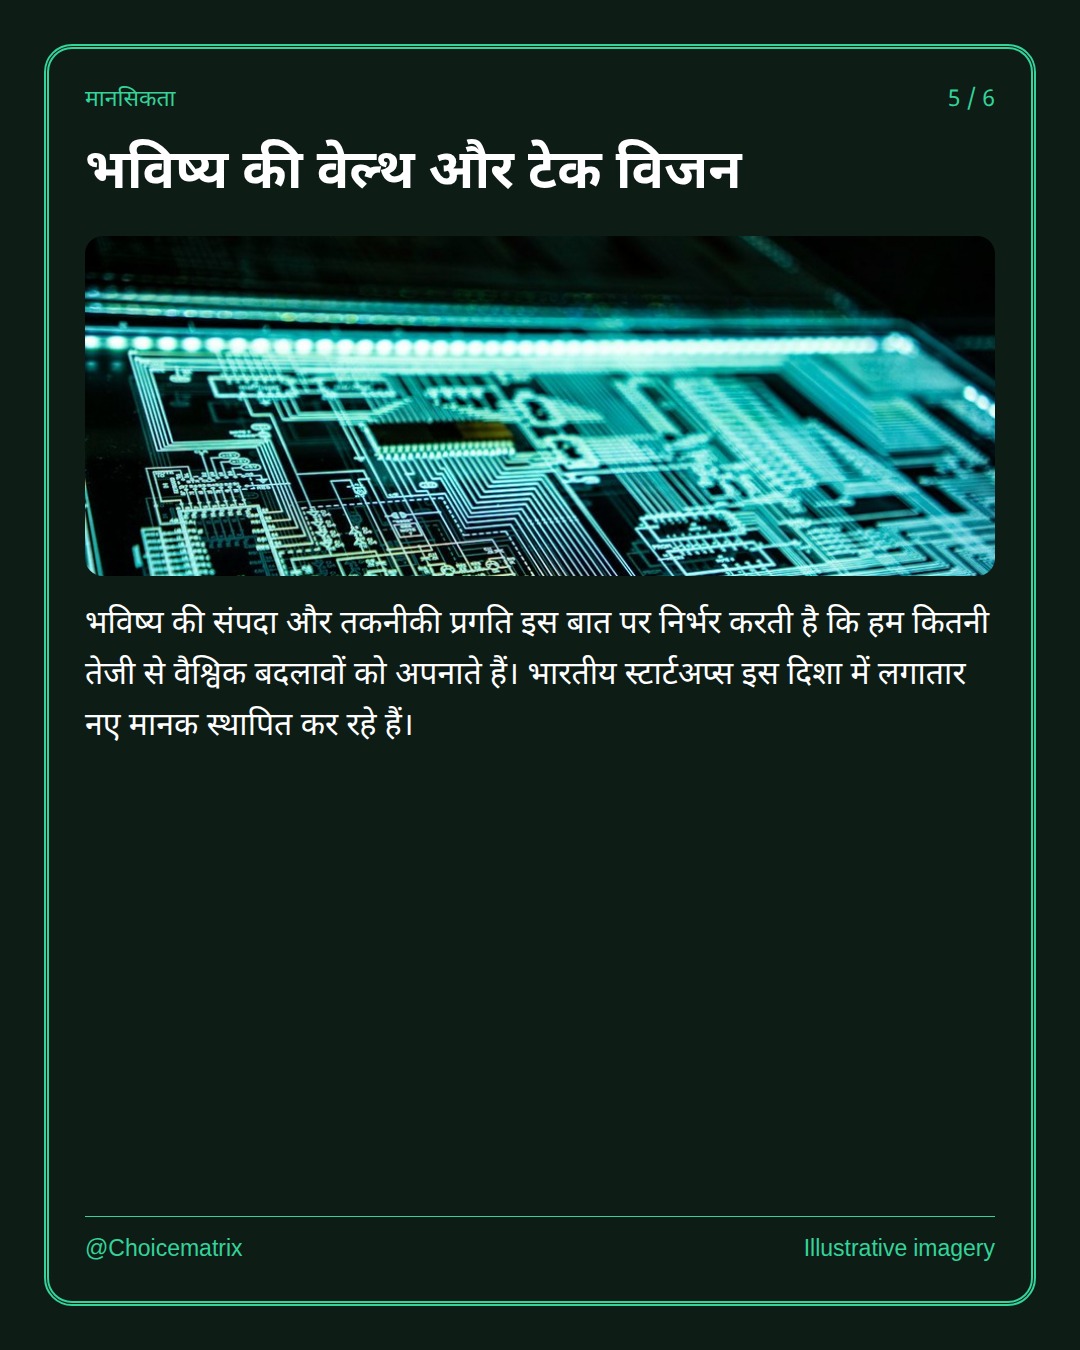 मानसिकता
5 / 6
भविष्य की वेल्थ और टेक विजन
भविष्य की संपदा और तकनीकी प्रगति इस बात पर निर्भर करती है कि हम कितनी
तेजी से वैश्विक बदलावों को अपनाते हैं। भारतीय स्टार्टअप्स इस दिशा में लगातार
नए मानक स्थापित कर रहे हैं।
@Choicematrix
Illustrative imagery